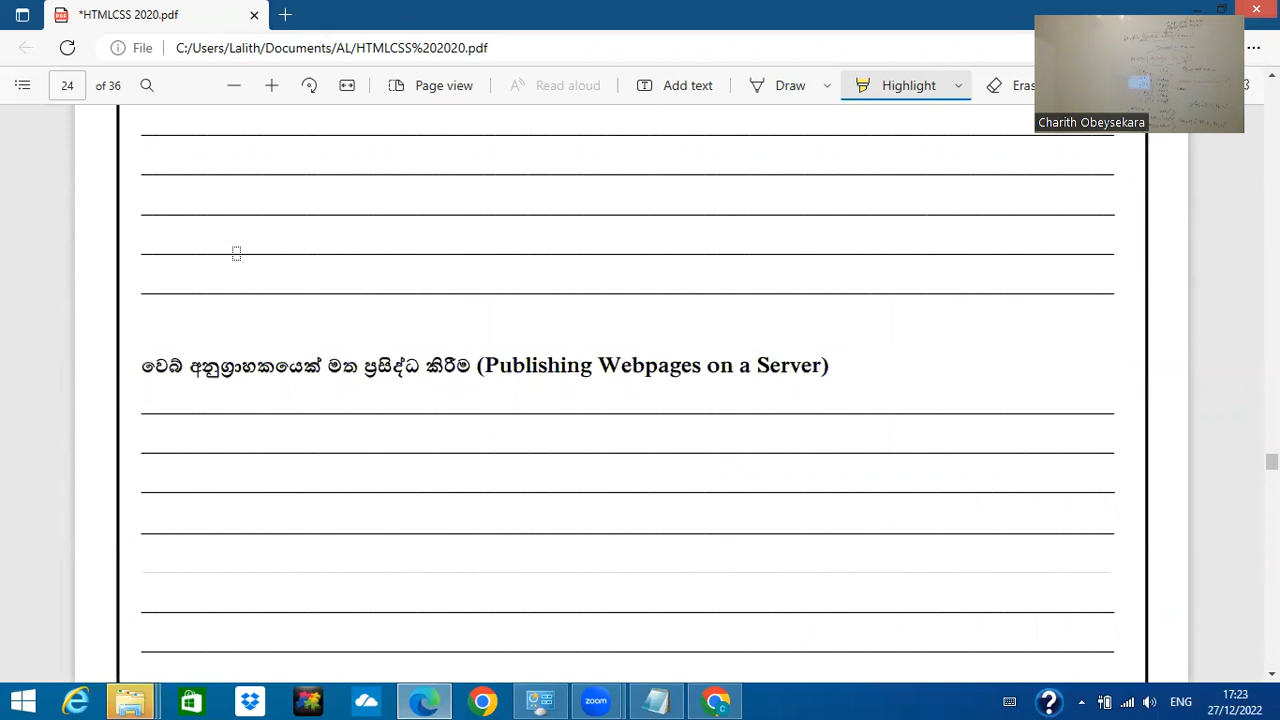 *HTMLCSS 2020.pdf
File C:/Users/Lalith/Documents/AL/HTMLCSS%202020.pdf
24 of 36 Page view Read aloud Add text Draw Highlight Eras
Charith Obeysekara
වෙබ් අනුග්‍රාහකයෙක් මත ප්‍රසිද්ධ කිරීම (Publishing Webpages on a Server)
ENG 17:23
27/12/2022